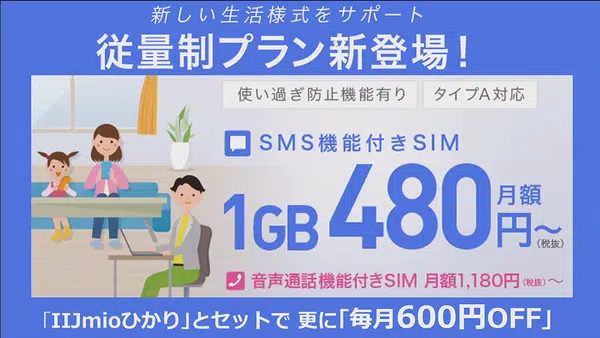 新しい生活様式をサポート
従量制プラン新登場!
使い過ぎ防止機能有り タイプA対応
SMS機能付きSIM
1GB 480円~ 月額 (税抜)
音声通話機能付きSIM 月額1,180円(税抜)~
「IIJmioひかり」とセットで 更に「毎月600円OFF」